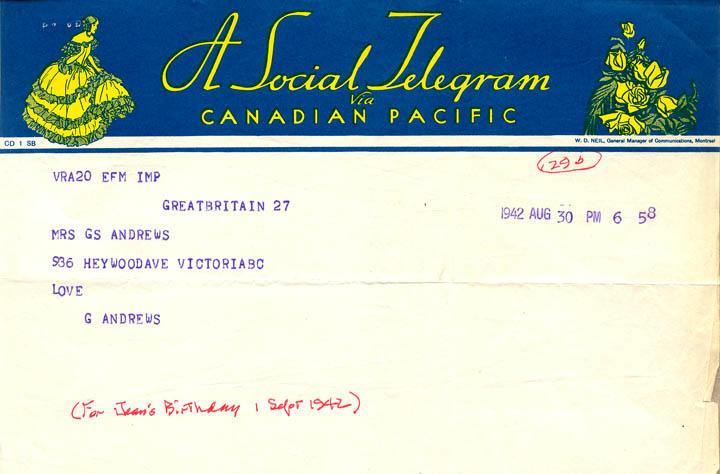 A Social Telegram
Via
CANADIAN PACIFIC
CD 1 SB
W. D. NEIL, General Manager of Communications, Montreal
129b
VRA20 EFM IMP
GREATBRITAIN 27
1942 AUG 30 PM 6 58
MRS GS ANDREWS
936 HEYWOODAVE VICTORIABC
LOVE
G ANDREWS
(For Jean's Birthday 1 Sept 1942)